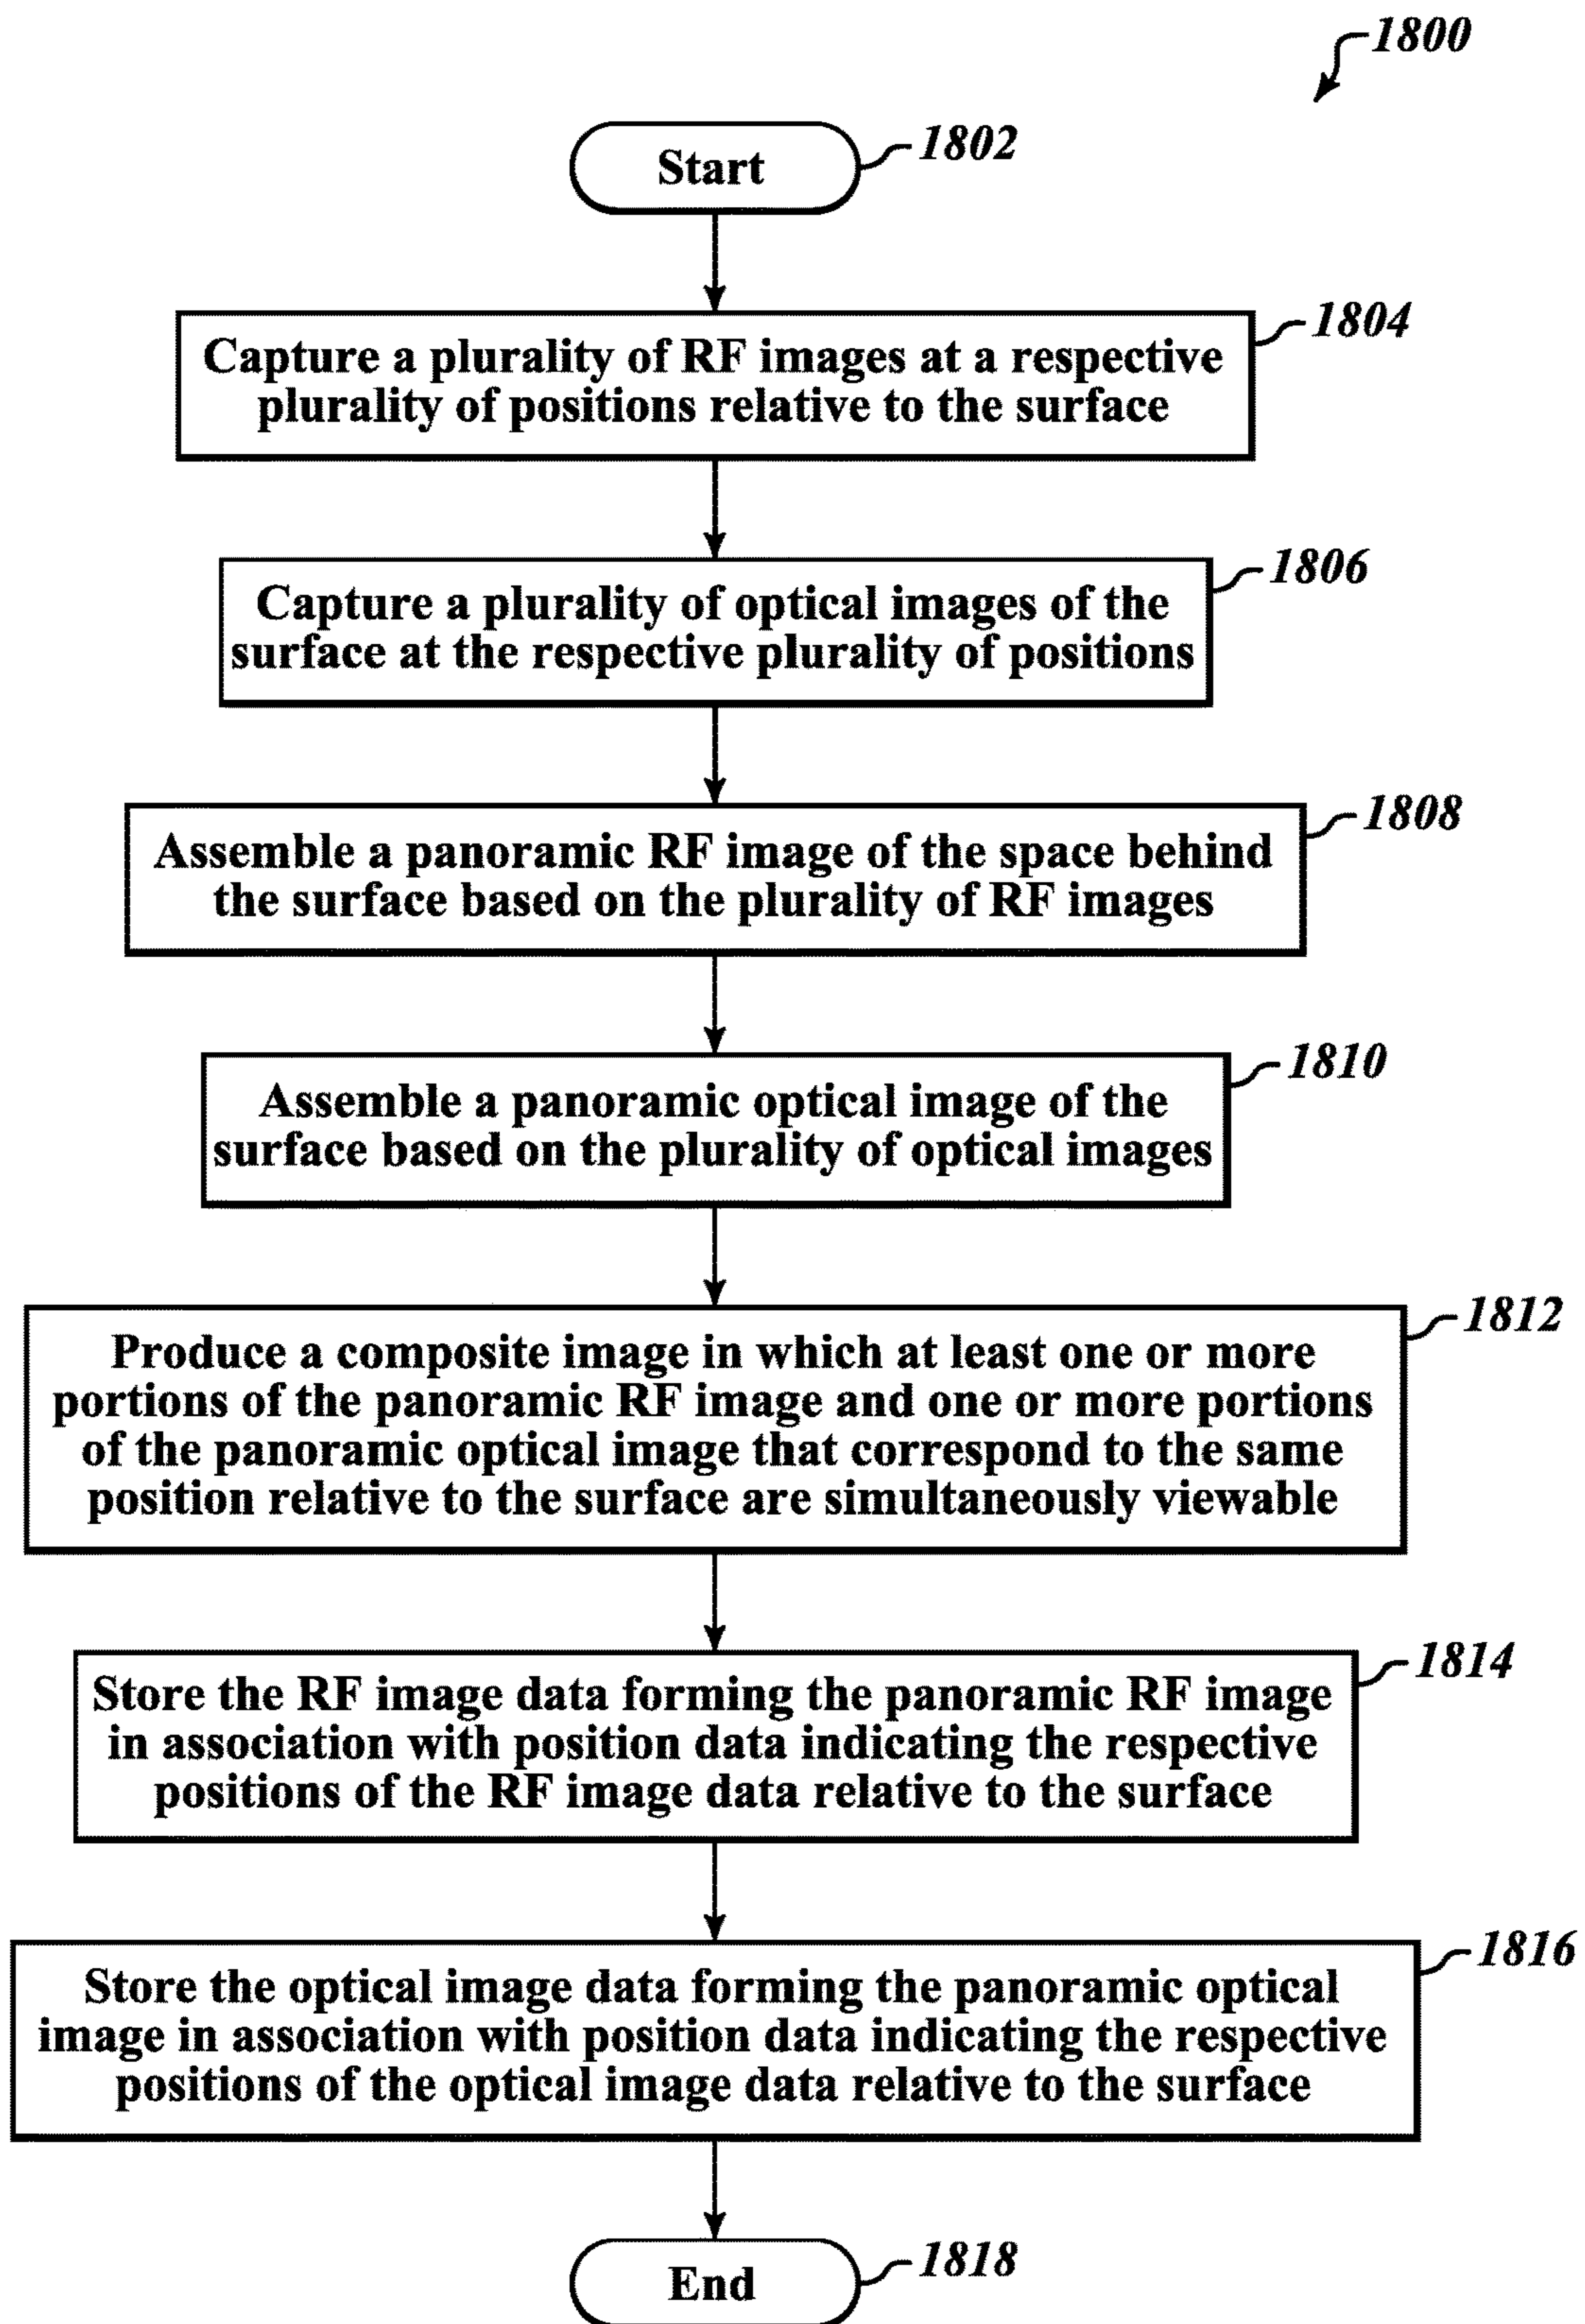 1800
Start
1802
Capture a plurality of RF images at a respective
plurality of positions relative to the surface
1804
Capture a plurality of optical images of the
surface at the respective plurality of positions
1806
Assemble a panoramic RF image of the space behind
the surface based on the plurality of RF images
1808
Assemble a panoramic optical image of the
surface based on the plurality of optical images
1810
Produce a composite image in which at least one or more
portions of the panoramic RF image and one or more portions
of the panoramic optical image that correspond to the same
position relative to the surface are simultaneously viewable
1812
Store the RF image data forming the panoramic RF image
in association with position data indicating the respective
positions of the RF image data relative to the surface
1814
Store the optical image data forming the panoramic optical
image in association with position data indicating the respective
positions of the optical image data relative to the surface
1816
End
1818